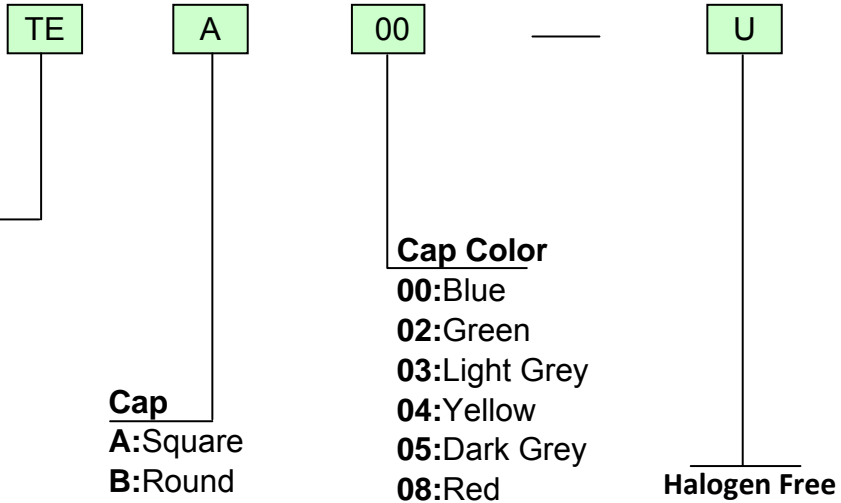 TE A 00 — U
Cap Color
00:Blue
02:Green
03:Light Grey
04:Yellow
05:Dark Grey
08:Red
Cap
A:Square
B:Round
Halogen Free